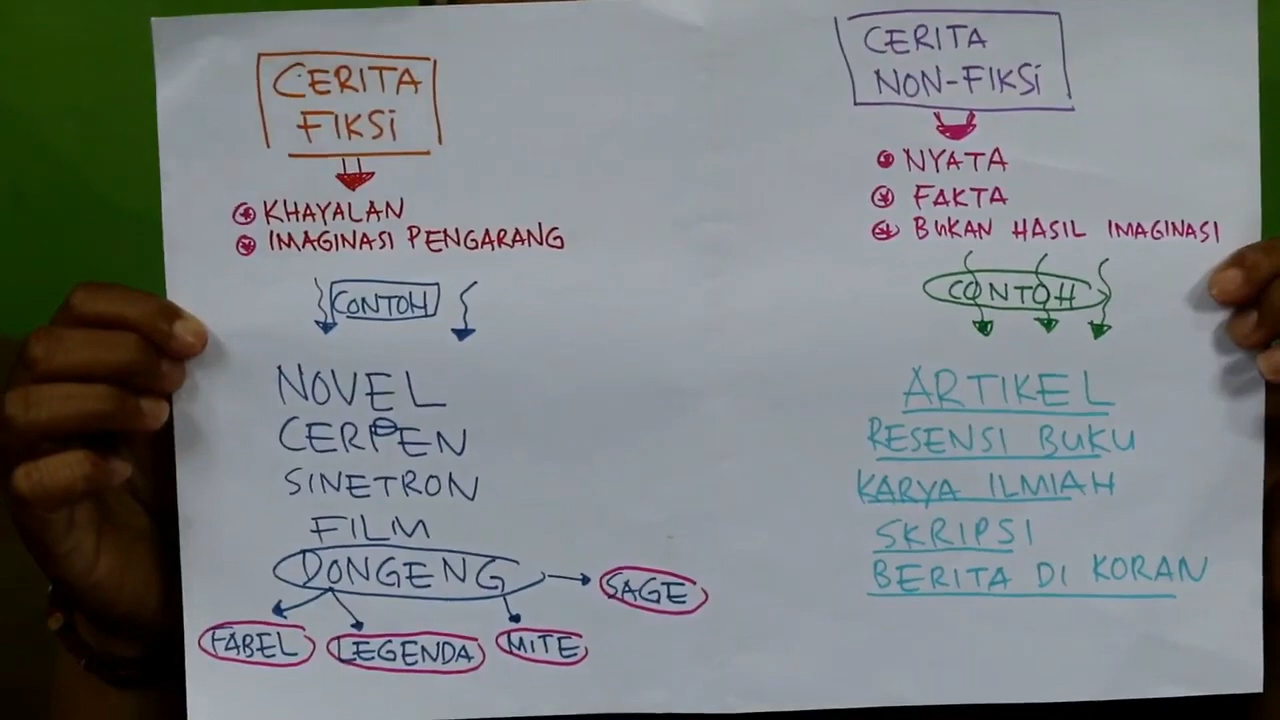 CERITA
FIKSi
KHAYALAN
IMAGINASI PENGARANG
CONTOH
NOVEL
CERPEN
SINETRON
FILM
DONGENG
SAGE
FABEL
LEGENDA
MITE
CERITA
NON-FIKSi
NYATA
FAKTA
BUKAN HASIL IMAGINASI
CONTOH
ARTIKEL
RESENSI BUKU
KARYA ILMIAH
SKRIPSI
BERITA DI KORAN